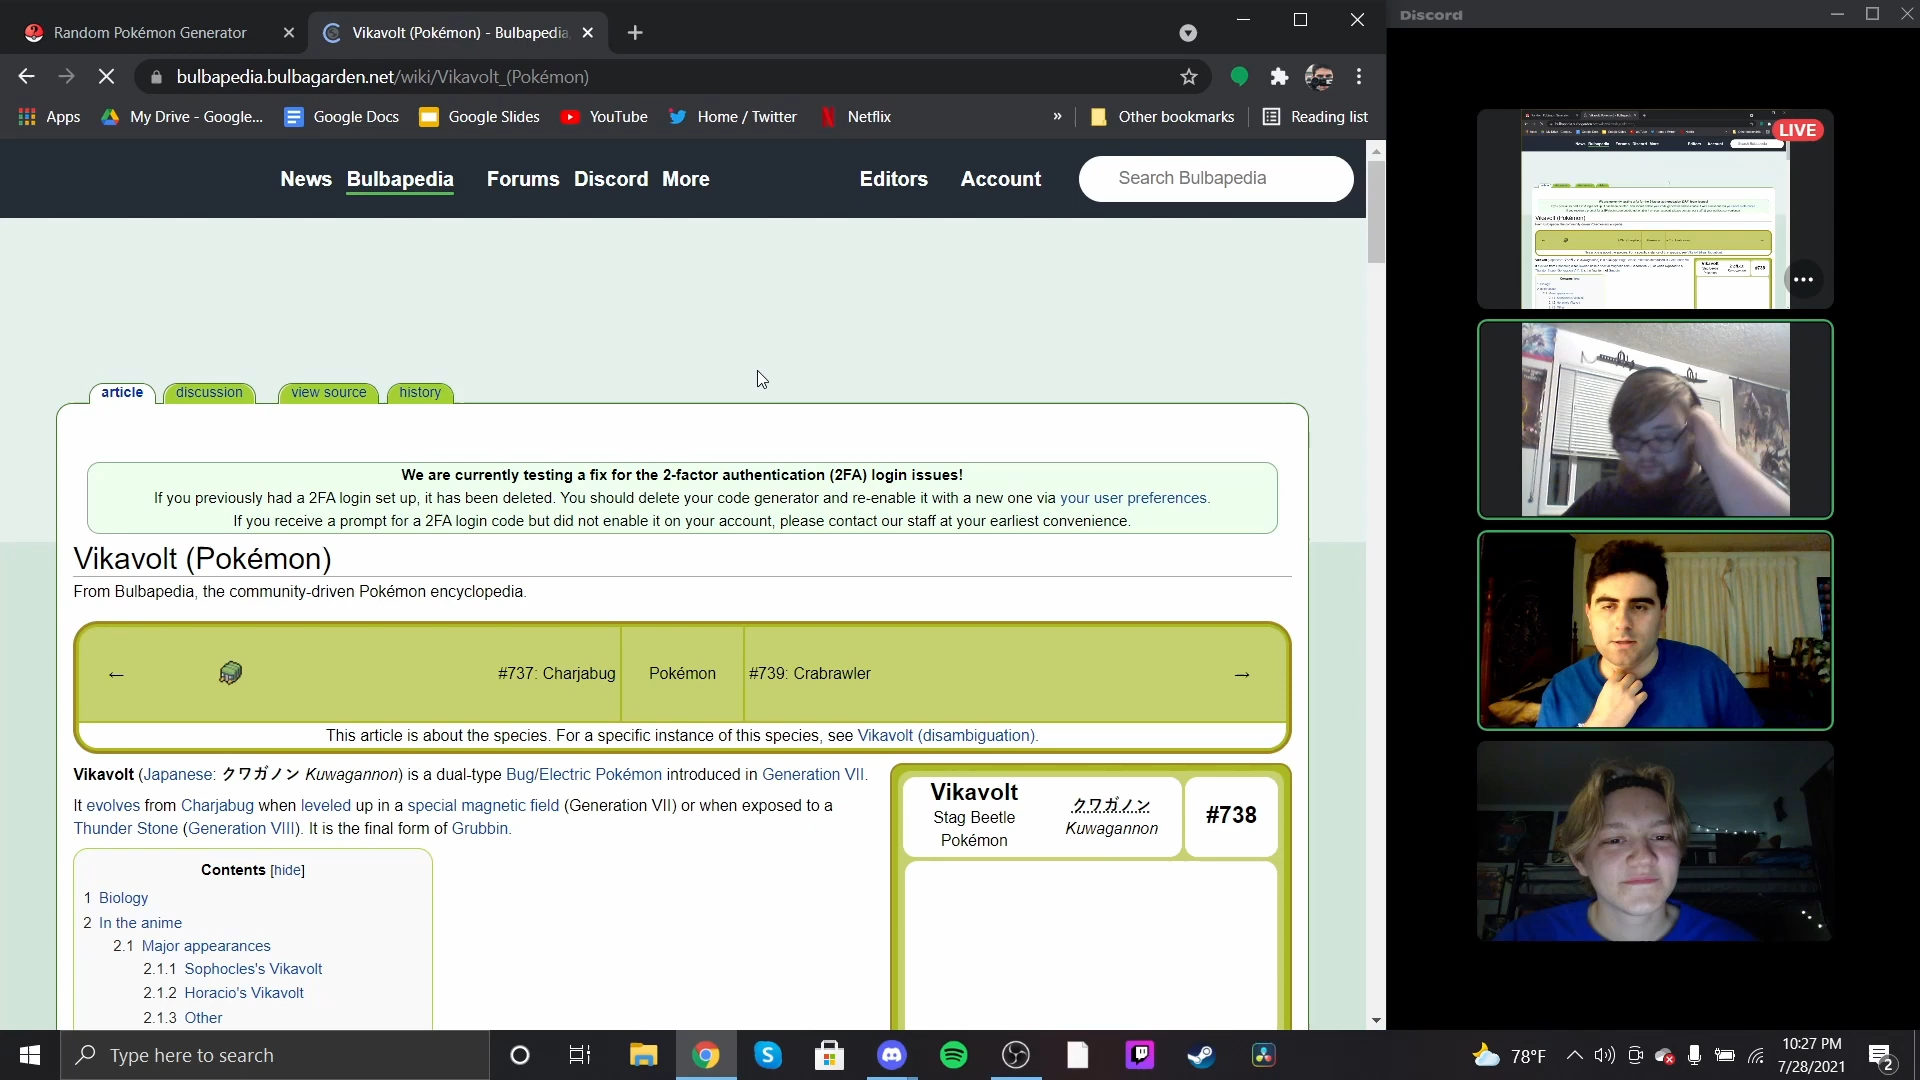 Random Pokémon Generator
Vikavolt (Pokémon) - Bulbapedia
Discord
bulbapedia.bulbagarden.net/wiki/Vikavolt_(Pokémon)
Apps
My Drive - Google...
Google Docs
Google Slides
YouTube
Home / Twitter
Netflix
»
Other bookmarks
Reading list
News
Bulbapedia
Forums
Discord
More
Editors
Account
Search Bulbapedia
LIVE
article
discussion
view source
history
We are currently testing a fix for the 2-factor authentication (2FA) login issues!
If you previously had a 2FA login set up, it has been deleted. You should delete your code generator and re-enable it with a new one via your user preferences.
If you receive a prompt for a 2FA login code but did not enable it on your account, please contact our staff at your earliest convenience.
Vikavolt (Pokémon)
From Bulbapedia, the community-driven Pokémon encyclopedia.
←
#737: Charjabug
Pokémon
#739: Crabrawler
→
This article is about the species. For a specific instance of this species, see Vikavolt (disambiguation).
Vikavolt (Japanese: クワガノン Kuwagannon) is a dual-type Bug/Electric Pokémon introduced in Generation VII.
It evolves from Charjabug when leveled up in a special magnetic field (Generation VII) or when exposed to a
Thunder Stone (Generation VIII). It is the final form of Grubbin.
Vikavolt
Stag Beetle
Pokémon
クワガノン
Kuwagannon
#738
Contents [hide]
1 Biology
2 In the anime
2.1 Major appearances
2.1.1 Sophocles's Vikavolt
2.1.2 Horacio's Vikavolt
2.1.3 Other
Type here to search
78°F
10:27 PM
7/28/2021
2